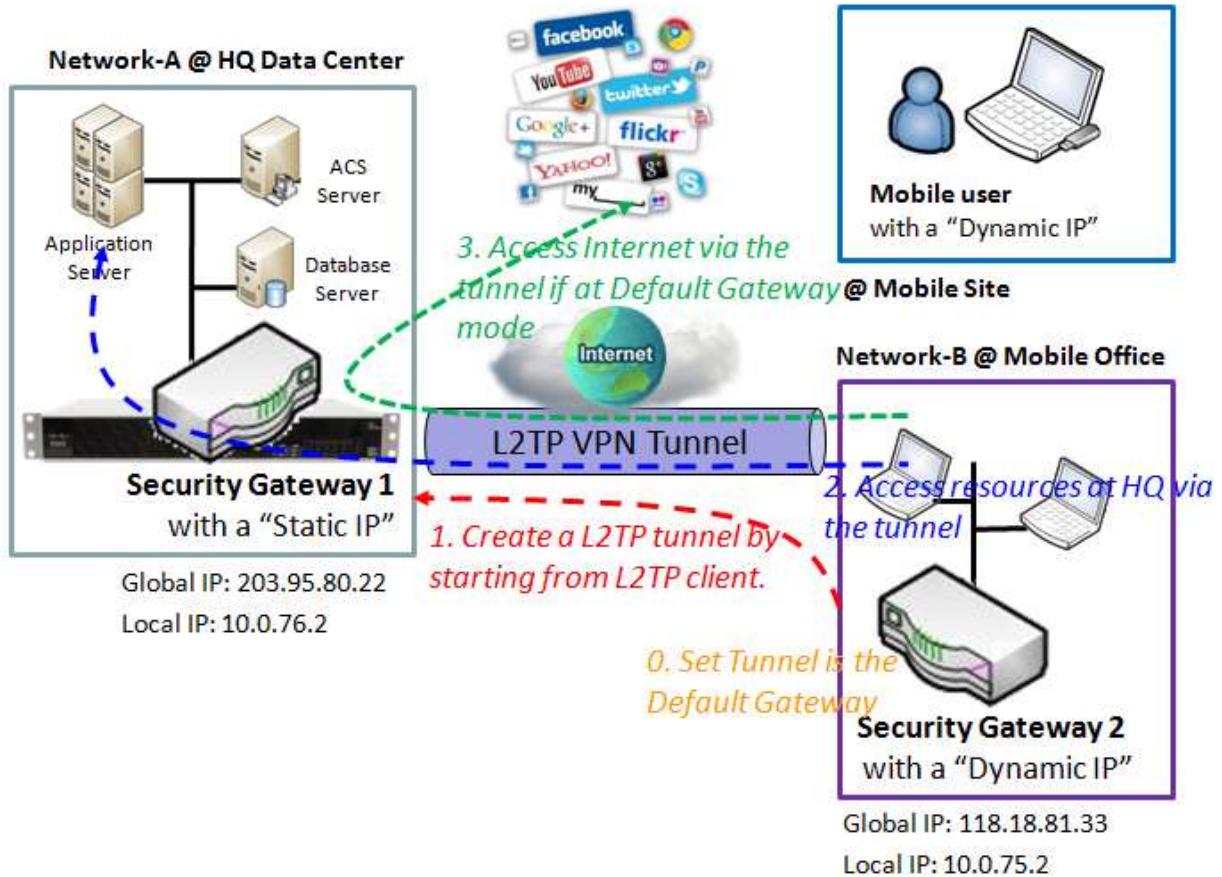 Network-A @ HQ Data Center
ACS
Server
Application
Server
Database
Server
Security Gateway 1
with a “Static IP”
Global IP: 203.95.80.22
Local IP: 10.0.76.2
facebook
YouTube
twitter
Google+
flickr
YAHOO!
g+
my
3. Access Internet via the
tunnel if at Default Gateway
mode
Internet
L2TP VPN Tunnel
1. Create a L2TP tunnel by
starting from L2TP client.
2. Access resources at HQ via
the tunnel
0. Set Tunnel is the
Default Gateway
Mobile user
with a “Dynamic IP”
@ Mobile Site
Network-B @ Mobile Office
Security Gateway 2
with a “Dynamic IP”
Global IP: 118.18.81.33
Local IP: 10.0.75.2